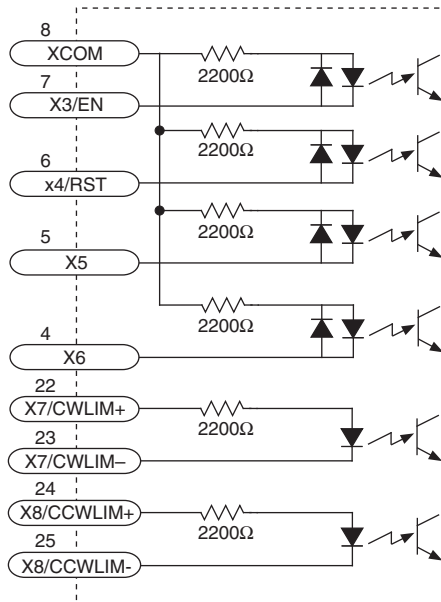 8
XCOM
2200Ω
7
X3/EN
2200Ω
6
x4/RST
2200Ω
5
X5
2200Ω
4
X6
22
X7/CWLIM+
2200Ω
23
X7/CWLIM–
24
X8/CCWLIM+
2200Ω
25
X8/CCWLIM-